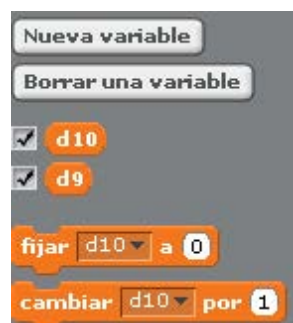 Nueva variable
Borrar una variable
d10
d9
fijar d10 a 0
cambiar d10 por 1